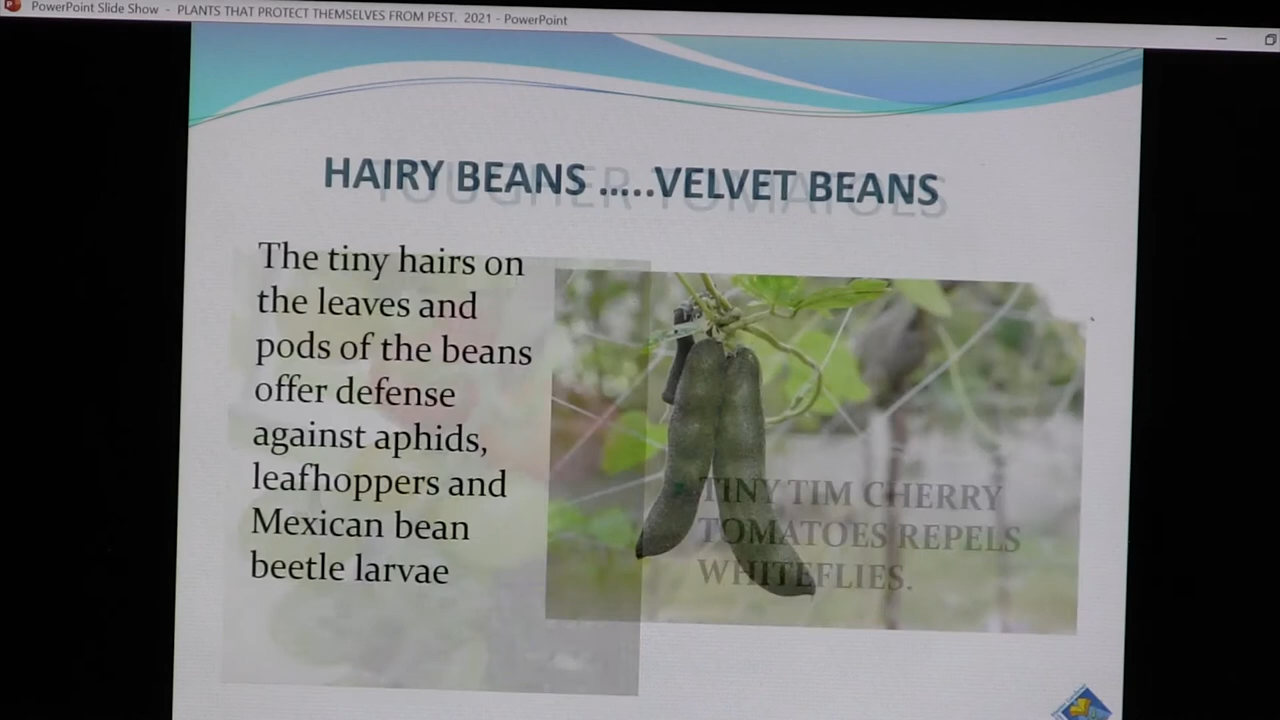 PowerPoint Slide Show - PLANTS THAT PROTECT THEMSELVES FROM PEST. 2021 - PowerPoint
HAIRY BEANS .....VELVET BEANS
TOUGHER TOMATOES
The tiny hairs on
the leaves and
pods of the beans
offer defense
against aphids,
leafhoppers and
Mexican bean
beetle larvae
TINY TIM CHERRY
TOMATOES REPELS
WHITEFLIES.